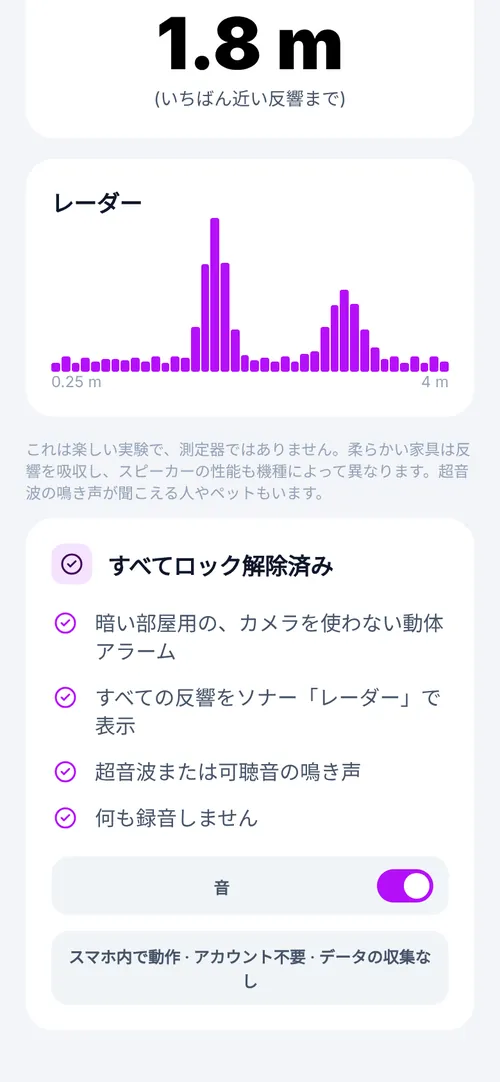 1.8 m
(いちばん近い反響まで)
レーダー
0.25 m
4 m
これは楽しい実験で、測定器ではありません。柔らかい家具は反
響を吸収し、スピーカーの性能も機種によって異なります。超音
波の鳴き声が聞こえる人やペットもいます。
すべてロック解除済み
暗い部屋用の、カメラを使わない動体
アラーム
すべての反響をソナー「レーダー」で
表示
超音波または可聴音の鳴き声
何も録音しません
音
スマホ内で動作 · アカウント不要 · データの収集な
し